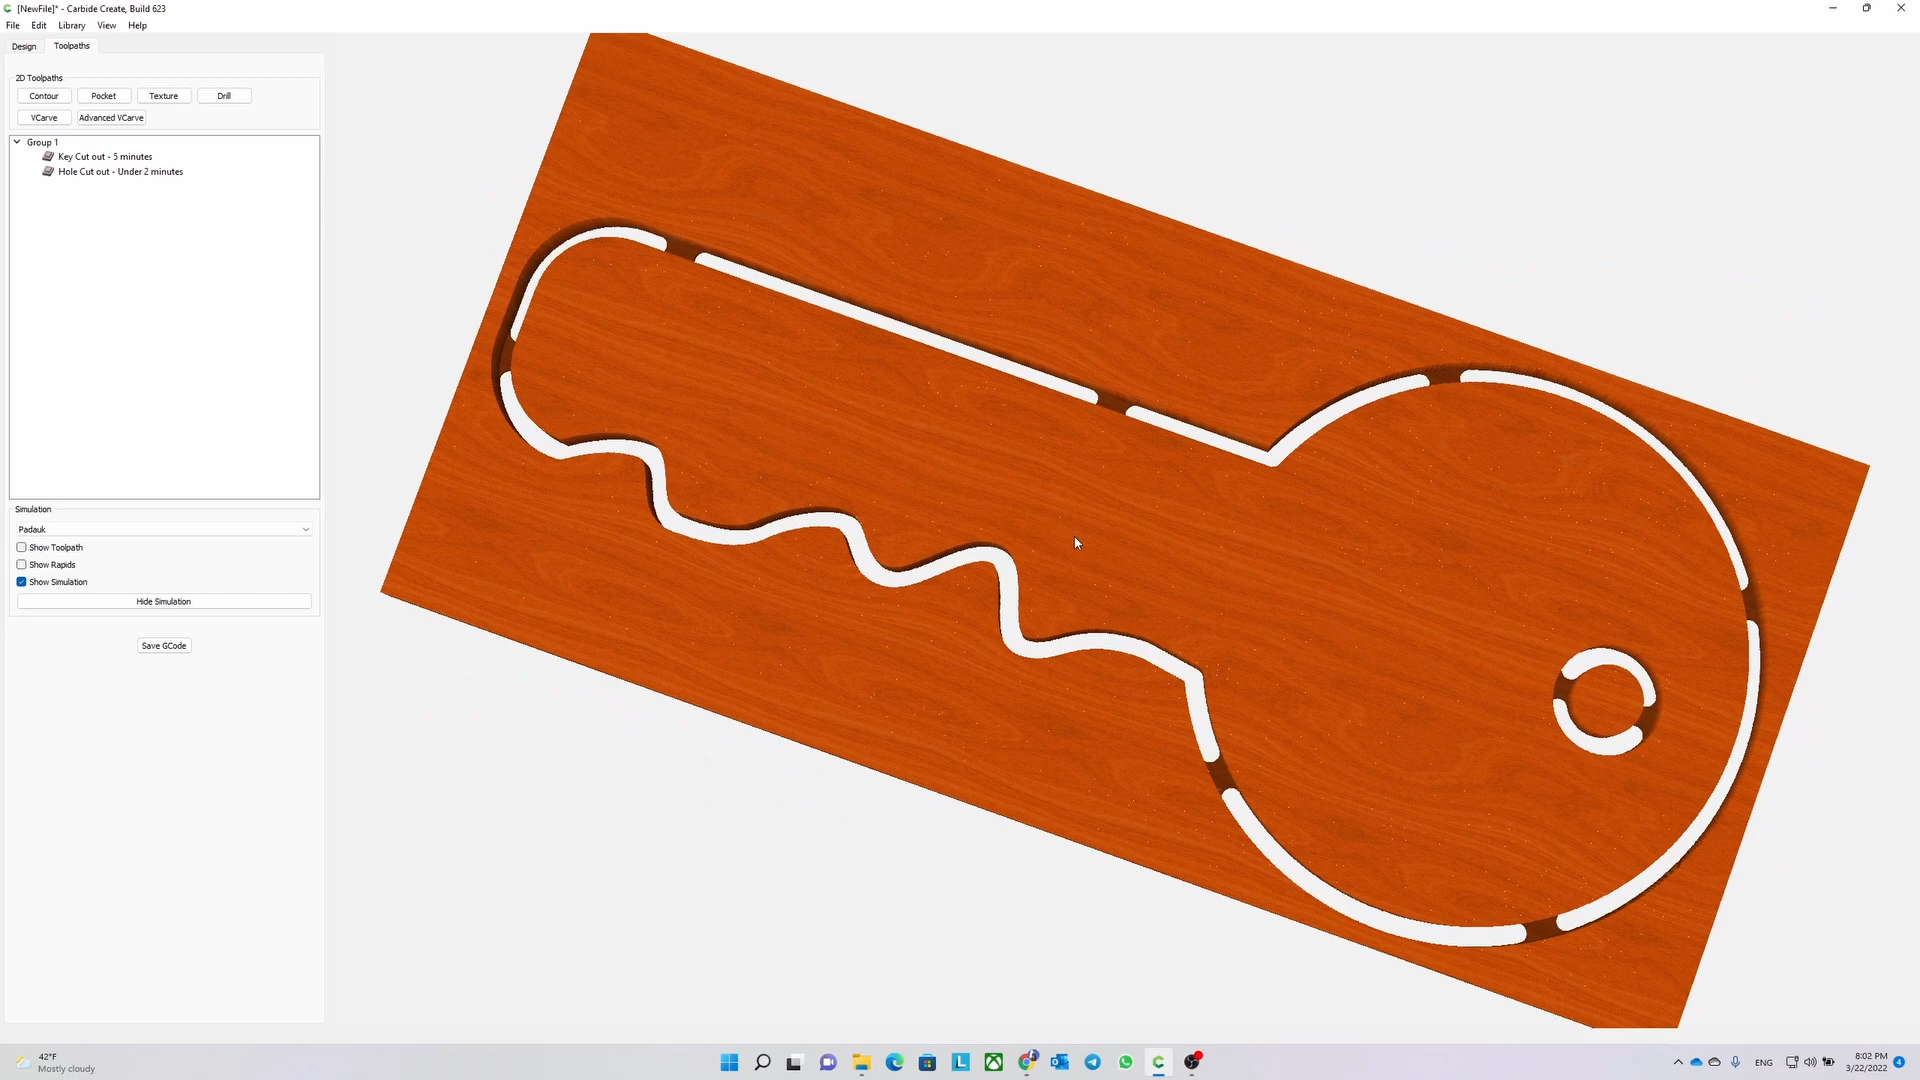 [NewFile]* - Carbide Create, Build 623
File Edit Library View Help
Design Toolpaths
2D Toolpaths
Contour Pocket Texture Drill
VCarve Advanced VCarve
Group 1
Key Cut out - 5 minutes
Hole Cut out - Under 2 minutes
Simulation
Padauk
Show Toolpath
Show Rapids
Show Simulation
Hide Simulation
Save GCode
42°F
Mostly cloudy
ENG
8:02 PM
3/22/2022
4